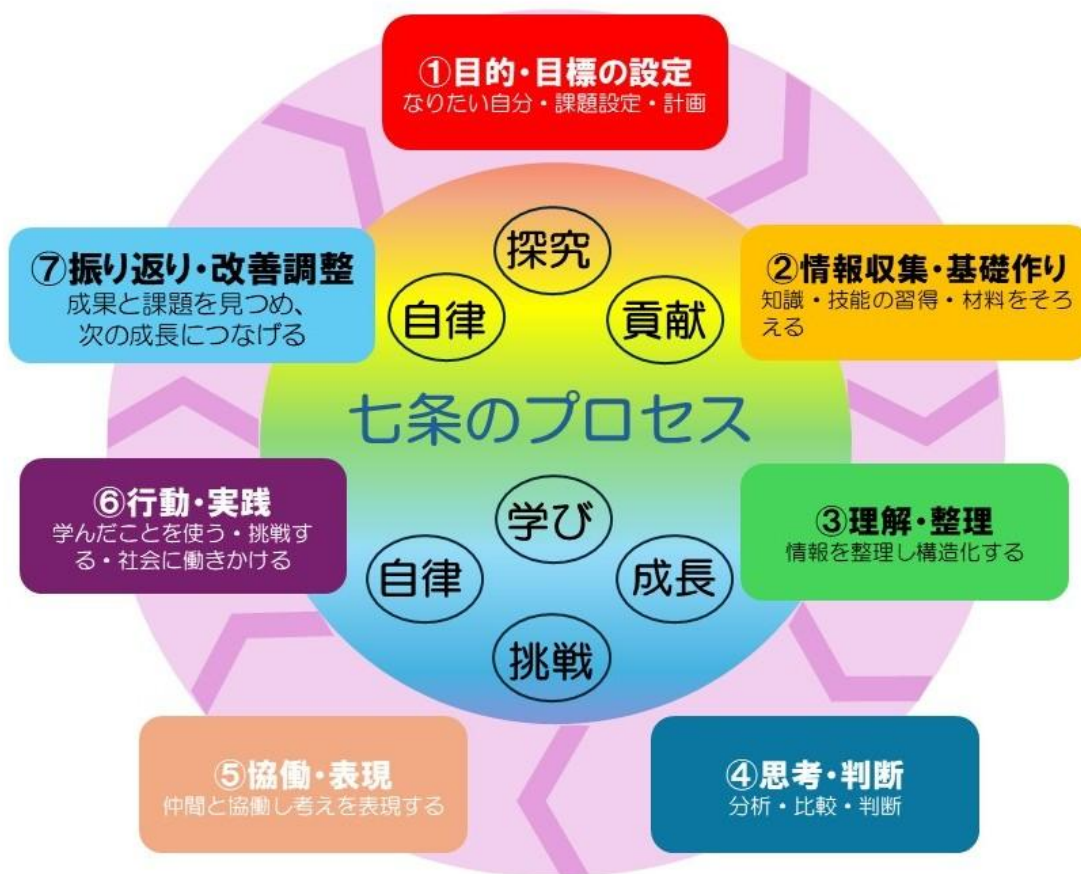 ①目的・目標の設定
なりたい自分・課題設定・計画
②情報収集・基礎作り
知識・技能の習得・材料をそろ
える
③理解・整理
情報を整理し構造化する
④思考・判断
分析・比較・判断
⑤協働・表現
仲間と協働し考えを表現する
⑥行動・実践
学んだことを使う・挑戦す
る・社会に働きかける
⑦振り返り・改善調整
成果と課題を見つめ、
次の成長につなげる
探究
自律
貢献
七条のプロセス
学び
自律
成長
挑戦